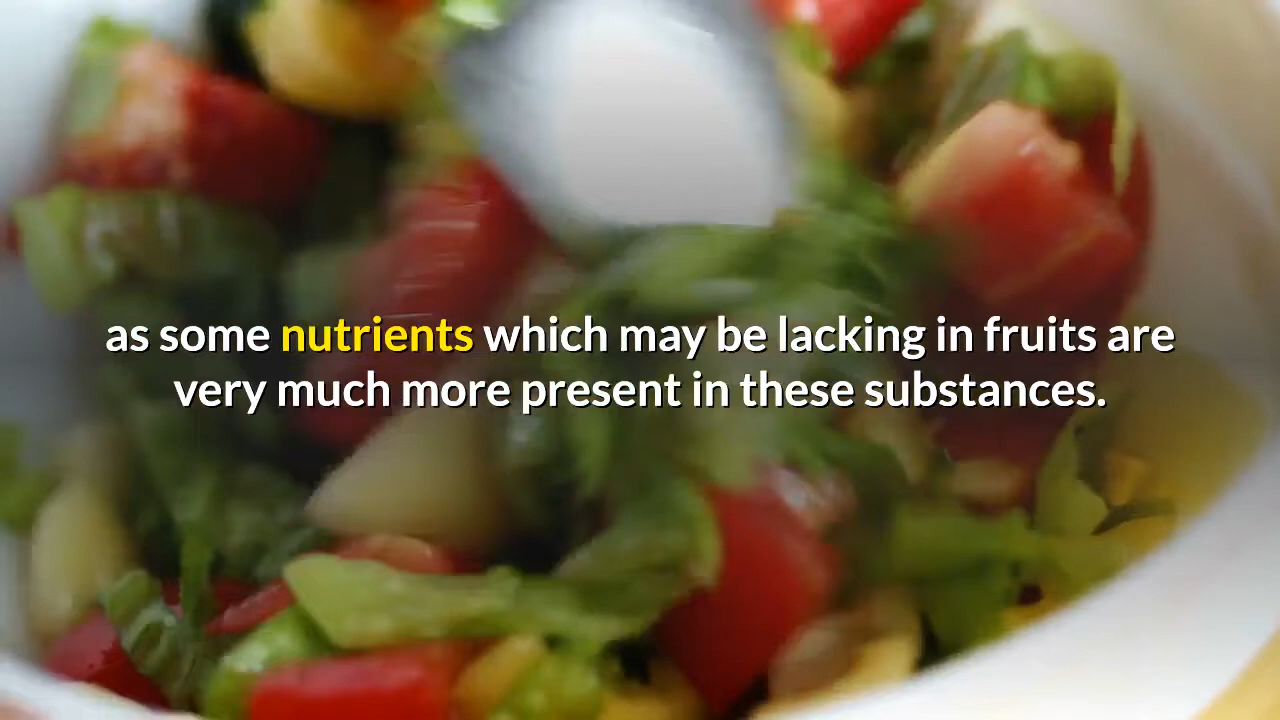 as some nutrients which may be lacking in fruits are
very much more present in these substances.